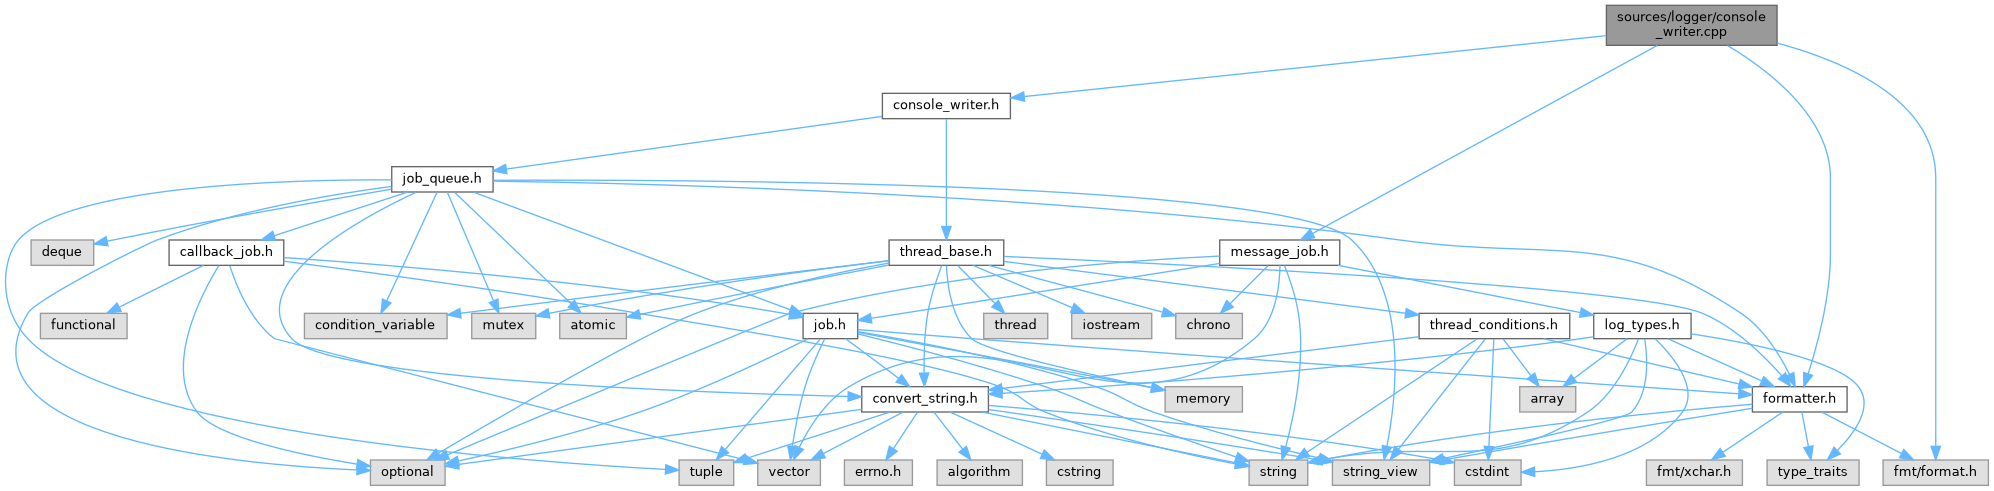 sources/logger/console
_writer.cpp
console_writer.h
job_queue.h
deque
callback_job.h
thread_base.h
message_job.h
functional
condition_variable
mutex
atomic
job.h
thread
iostream
chrono
thread_conditions.h
log_types.h
convert_string.h
memory
array
formatter.h
optional
tuple
vector
errno.h
algorithm
cstring
string
string_view
cstdint
fmt/xchar.h
type_traits
fmt/format.h